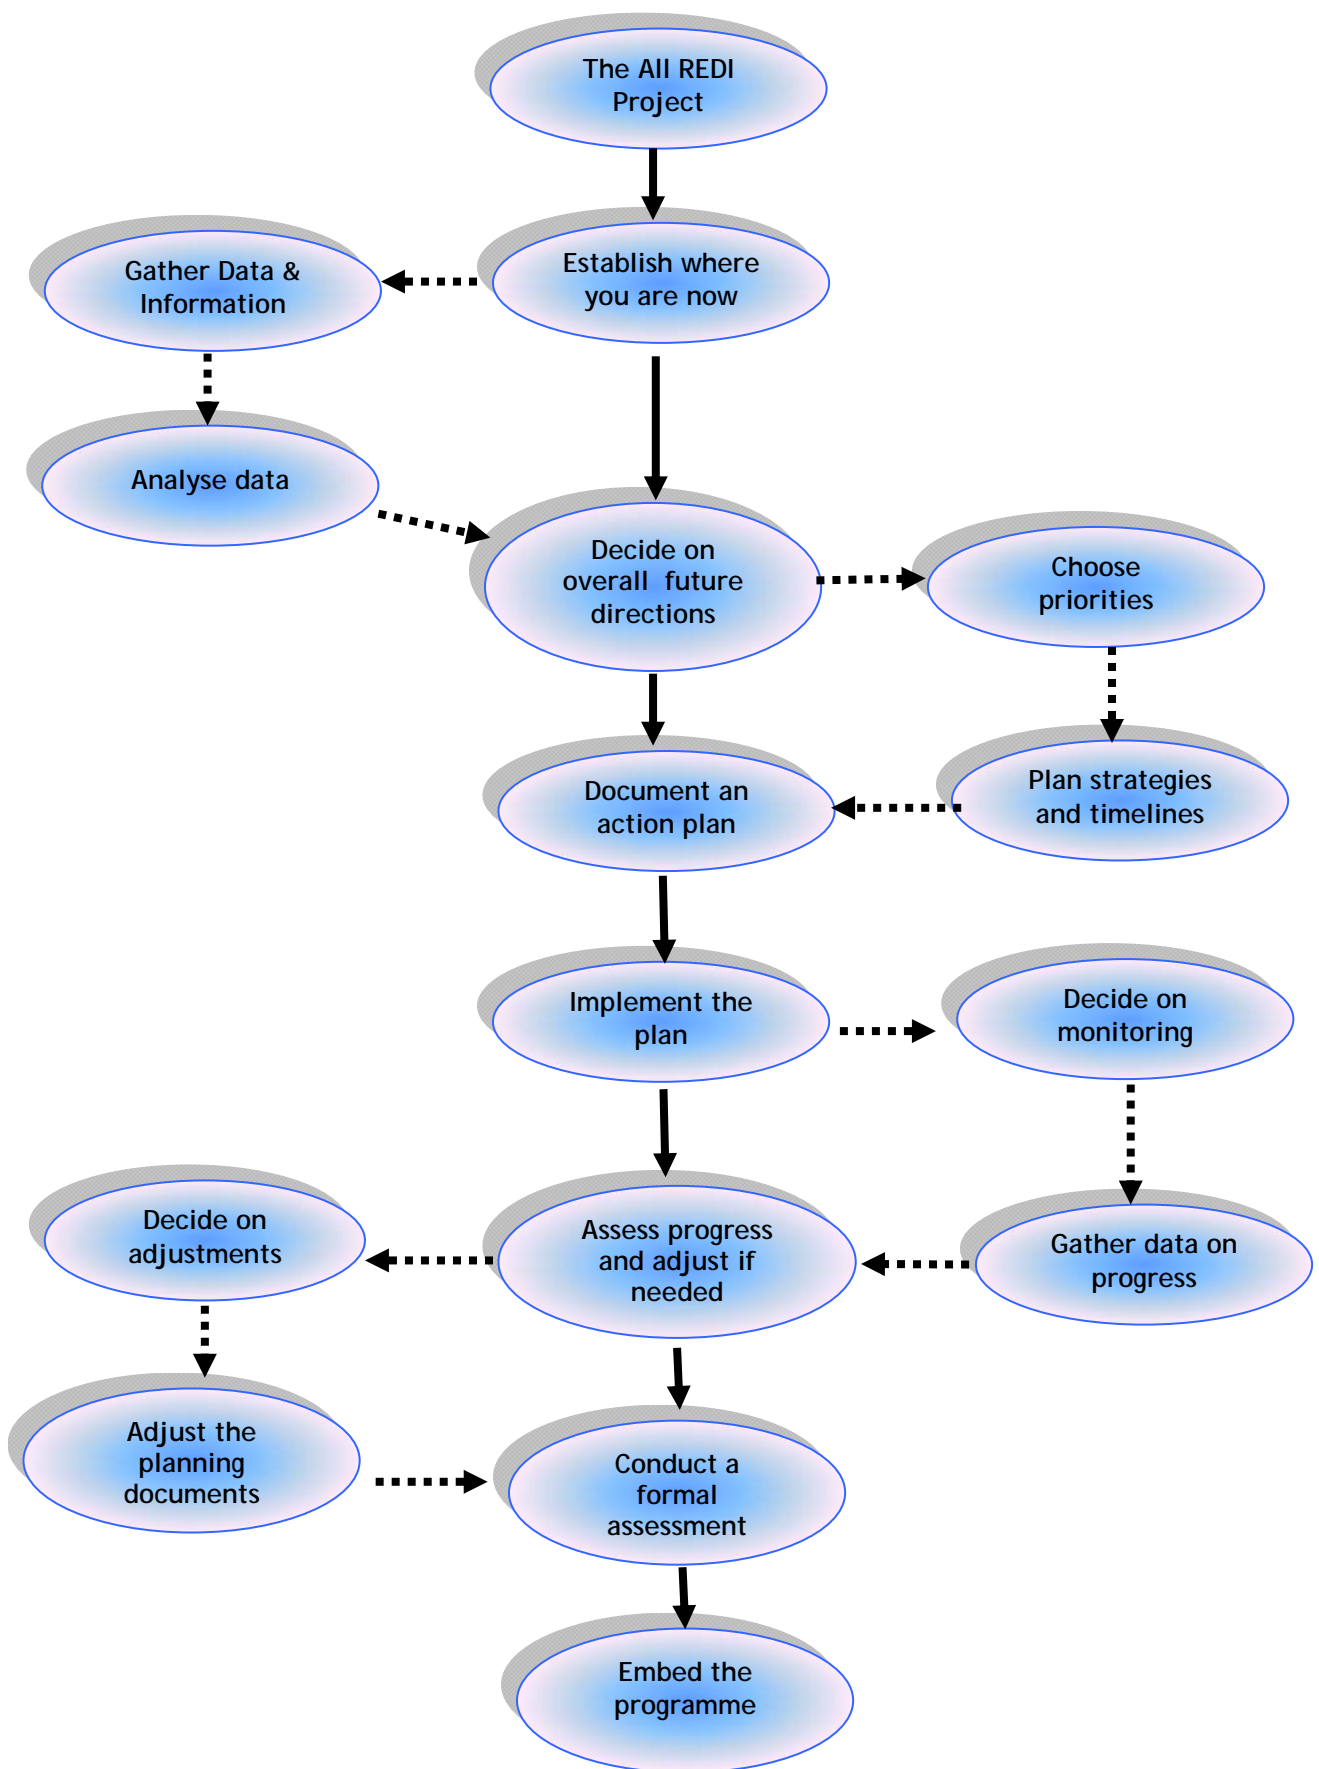 The All REDI
Project
Establish where
you are now
Gather Data &
Information
Analyse data
Decide on
overall future
directions
Choose
priorities
Plan strategies
and timelines
Document an
action plan
Implement the
plan
Decide on
monitoring
Gather data on
progress
Assess progress
and adjust if
needed
Decide on
adjustments
Adjust the
planning
documents
Conduct a
formal
assessment
Embed the
programme